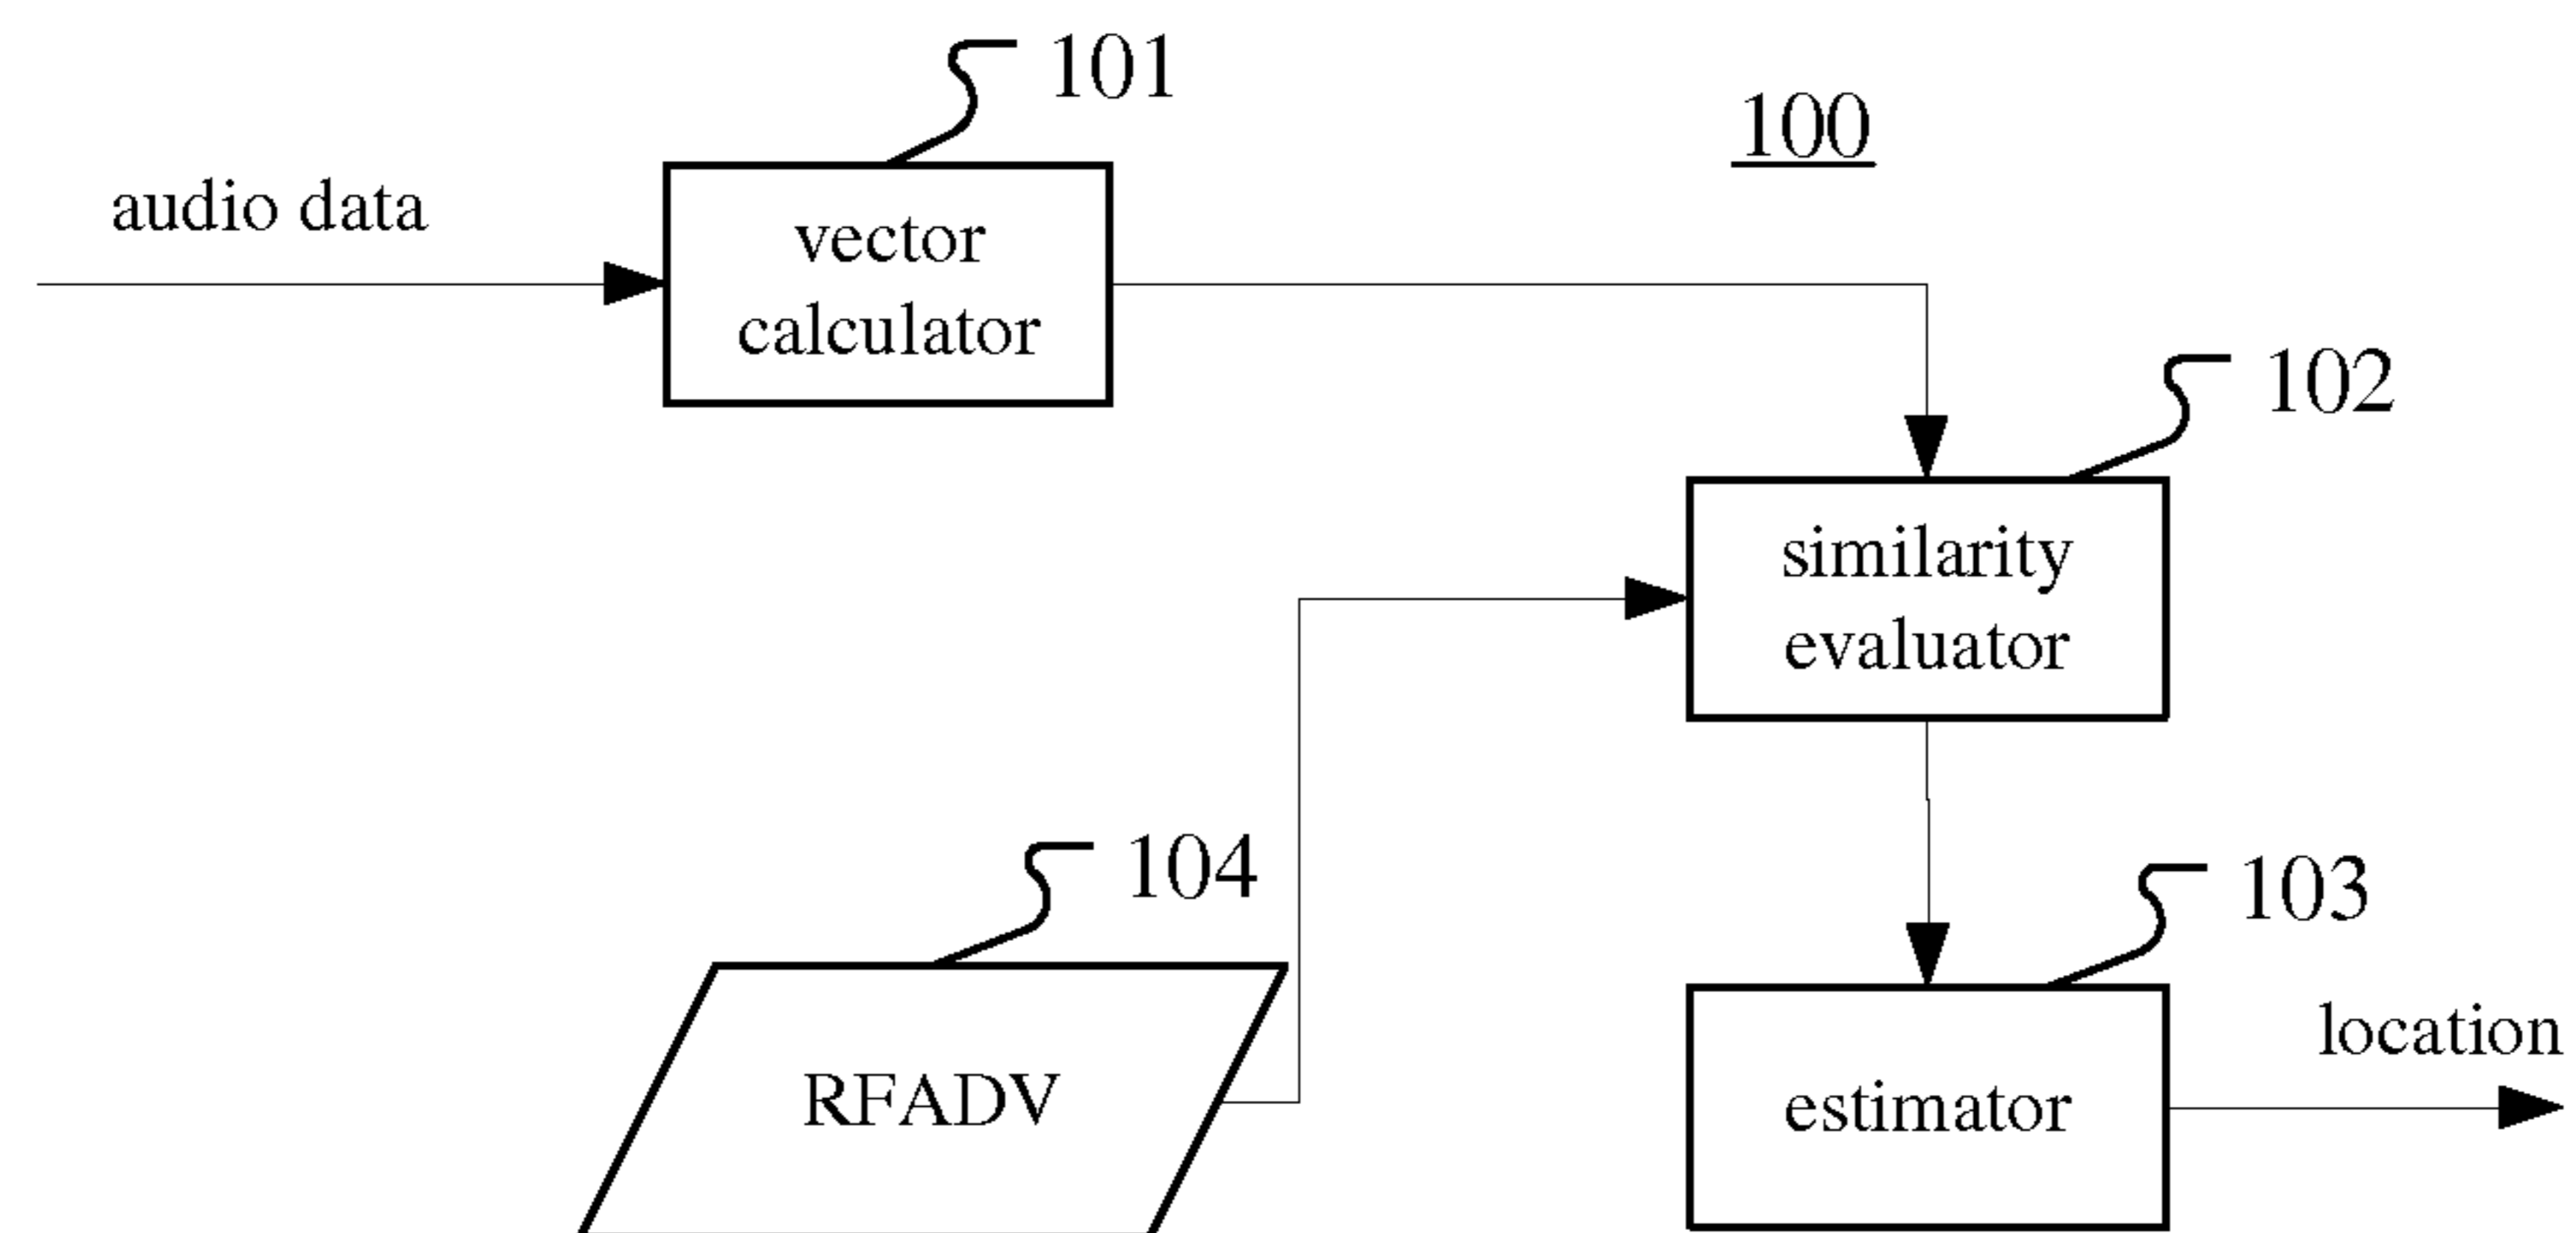 101
100
audio data
vector
calculator
102
similarity
evaluator
104
103
location
RFADV
estimator